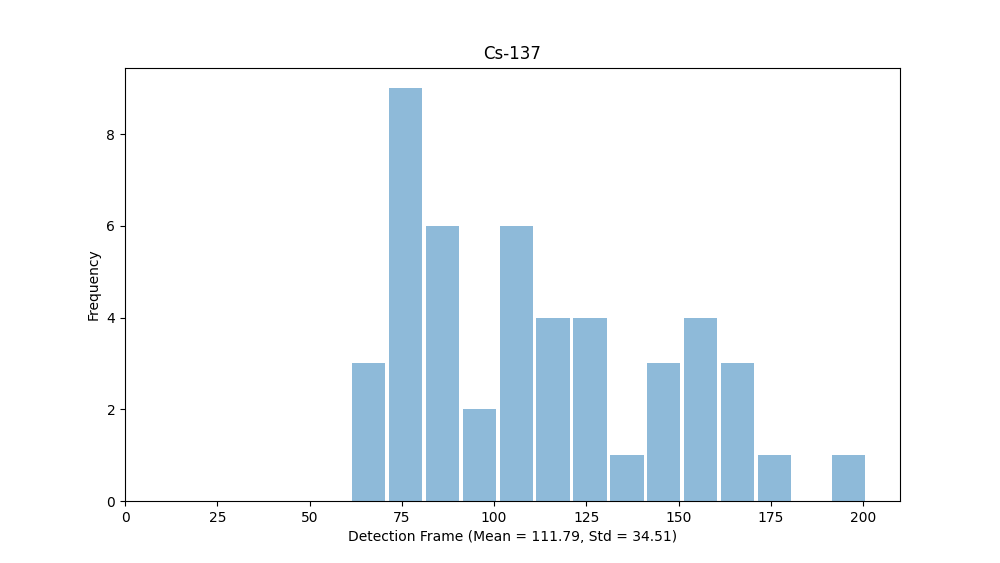 Cs-137
Frequency
8
6
4
2
0
0 25 50 75 100 125 150 175 200
Detection Frame (Mean = 111.79, Std = 34.51)